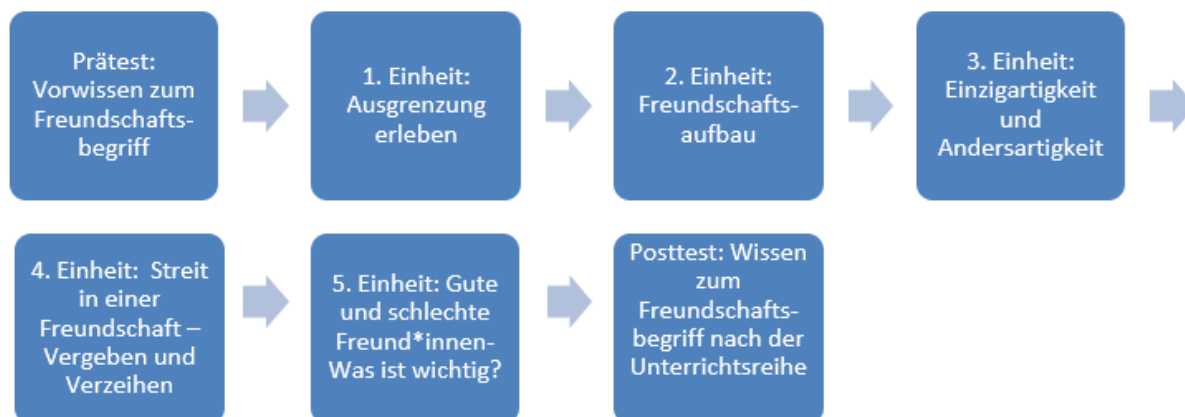 Prätest:
Vorwissen zum
Freundschafts-
begriff
1. Einheit:
Ausgrenzung
erleben
2. Einheit:
Freundschafts-
aufbau
3. Einheit:
Einzigartigkeit
und
Andersartigkeit
4. Einheit:  Streit
in einer
Freundschaft –
Vergeben und
Verzeihen
5. Einheit: Gute
und schlechte
Freund*innen-
Was ist wichtig?
Posttest: Wissen
zum
Freundschafts-
begriff nach der
Unterrichtsreihe